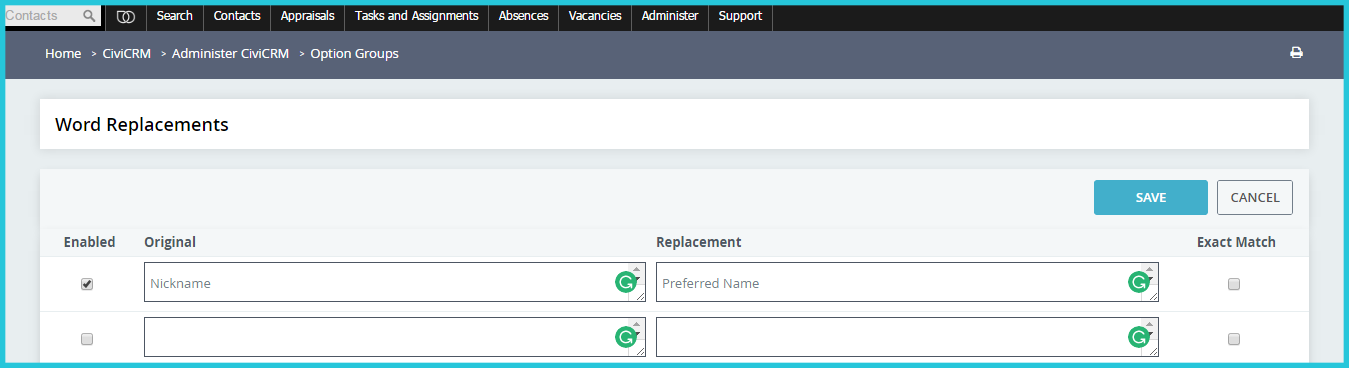 Contacts Search Contacts Appraisals Tasks and Assignments Absences Vacancies Administer Support
Home > CiviCRM > Administer CiviCRM > Option Groups
Word Replacements
SAVE CANCEL
Enabled Original Replacement Exact Match
Nickname Preferred Name